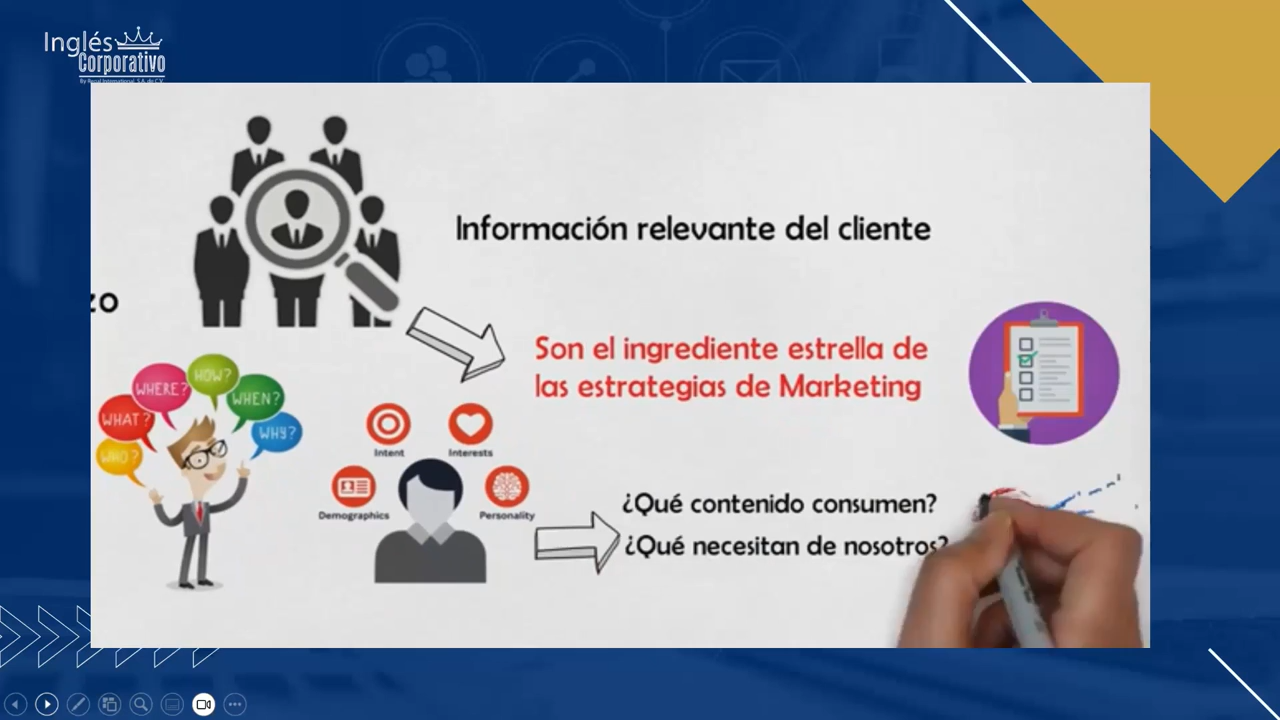 Inglés
Corporativo
Información relevante del cliente
zo
Son el ingrediente estrella de
las estrategias de Marketing
HOW?
WHERE?
WHEN?
WHAT?
WHY?
WHO?
Intent
Interests
Demographics
Personality
¿Qué contenido consumen?
¿Qué necesitan de nosotros?